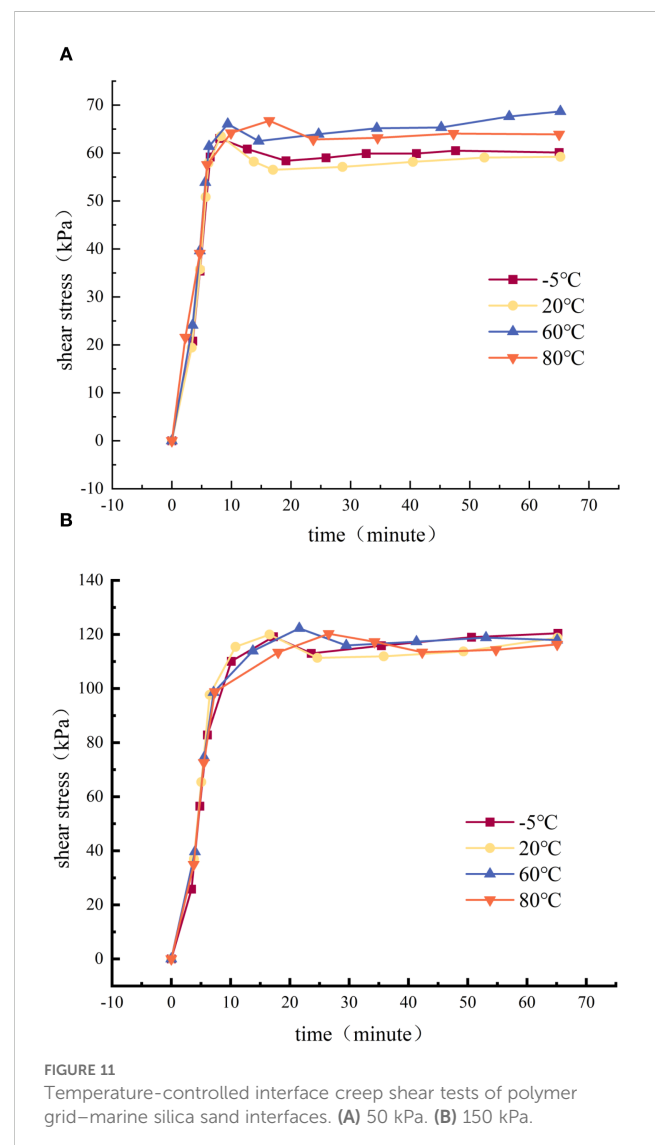 A
70
60
50
40
30
20
10
0
-10
shear stress（kPa）
-5℃
20℃
60℃
80℃
-10 0 10 20 30 40 50 60 70
time（minute）
B
140
120
100
80
60
40
20
0
shear stress（kPa）
-5℃
20℃
60℃
80℃
-10 0 10 20 30 40 50 60 70
time（minute）
FIGURE 11
Temperature-controlled interface creep shear tests of polymer
grid–marine silica sand interfaces. (A) 50 kPa. (B) 150 kPa.